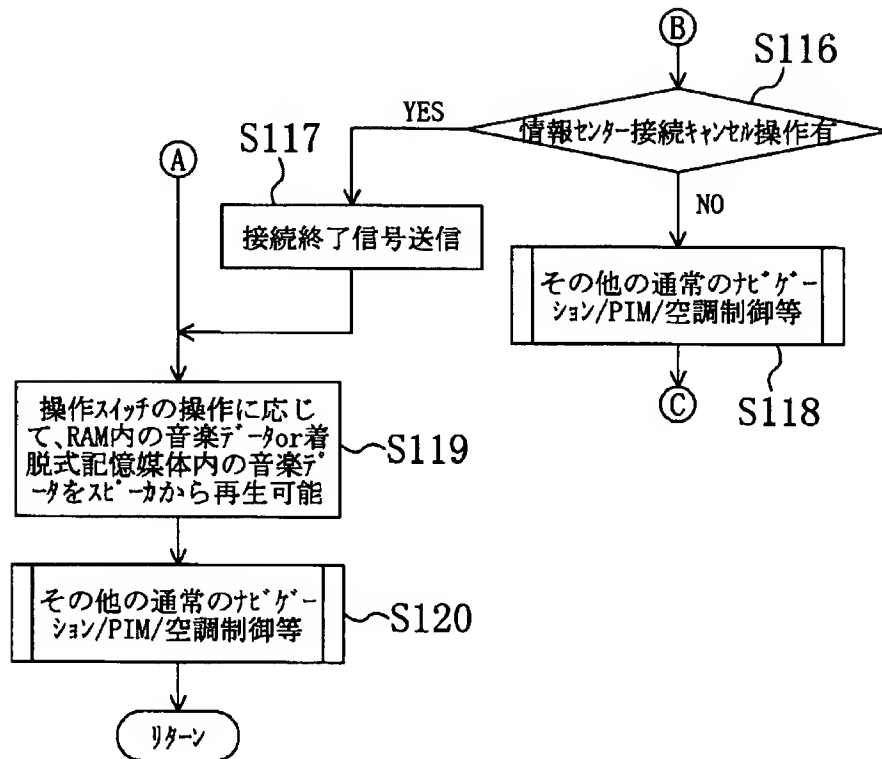 B
S116
情報ｾﾝﾀｰ接続ｷｬﾝｾﾙ操作有
YES
NO
S117
A
接続終了信号送信
その他の通常のﾅﾋﾞｹﾞｰ
ｼｮﾝ/PIM/空調制御等
S118
C
操作ｽｲｯﾁの操作に応じ
て､RAM内の音楽ﾃﾞｰﾀor着
脱式記憶媒体内の音楽ﾃﾞ
ｰﾀをｽﾋﾟｰｶから再生可能
S119
その他の通常のﾅﾋﾞｹﾞｰ
ｼｮﾝ/PIM/空調制御等
S120
ﾘﾀｰﾝ